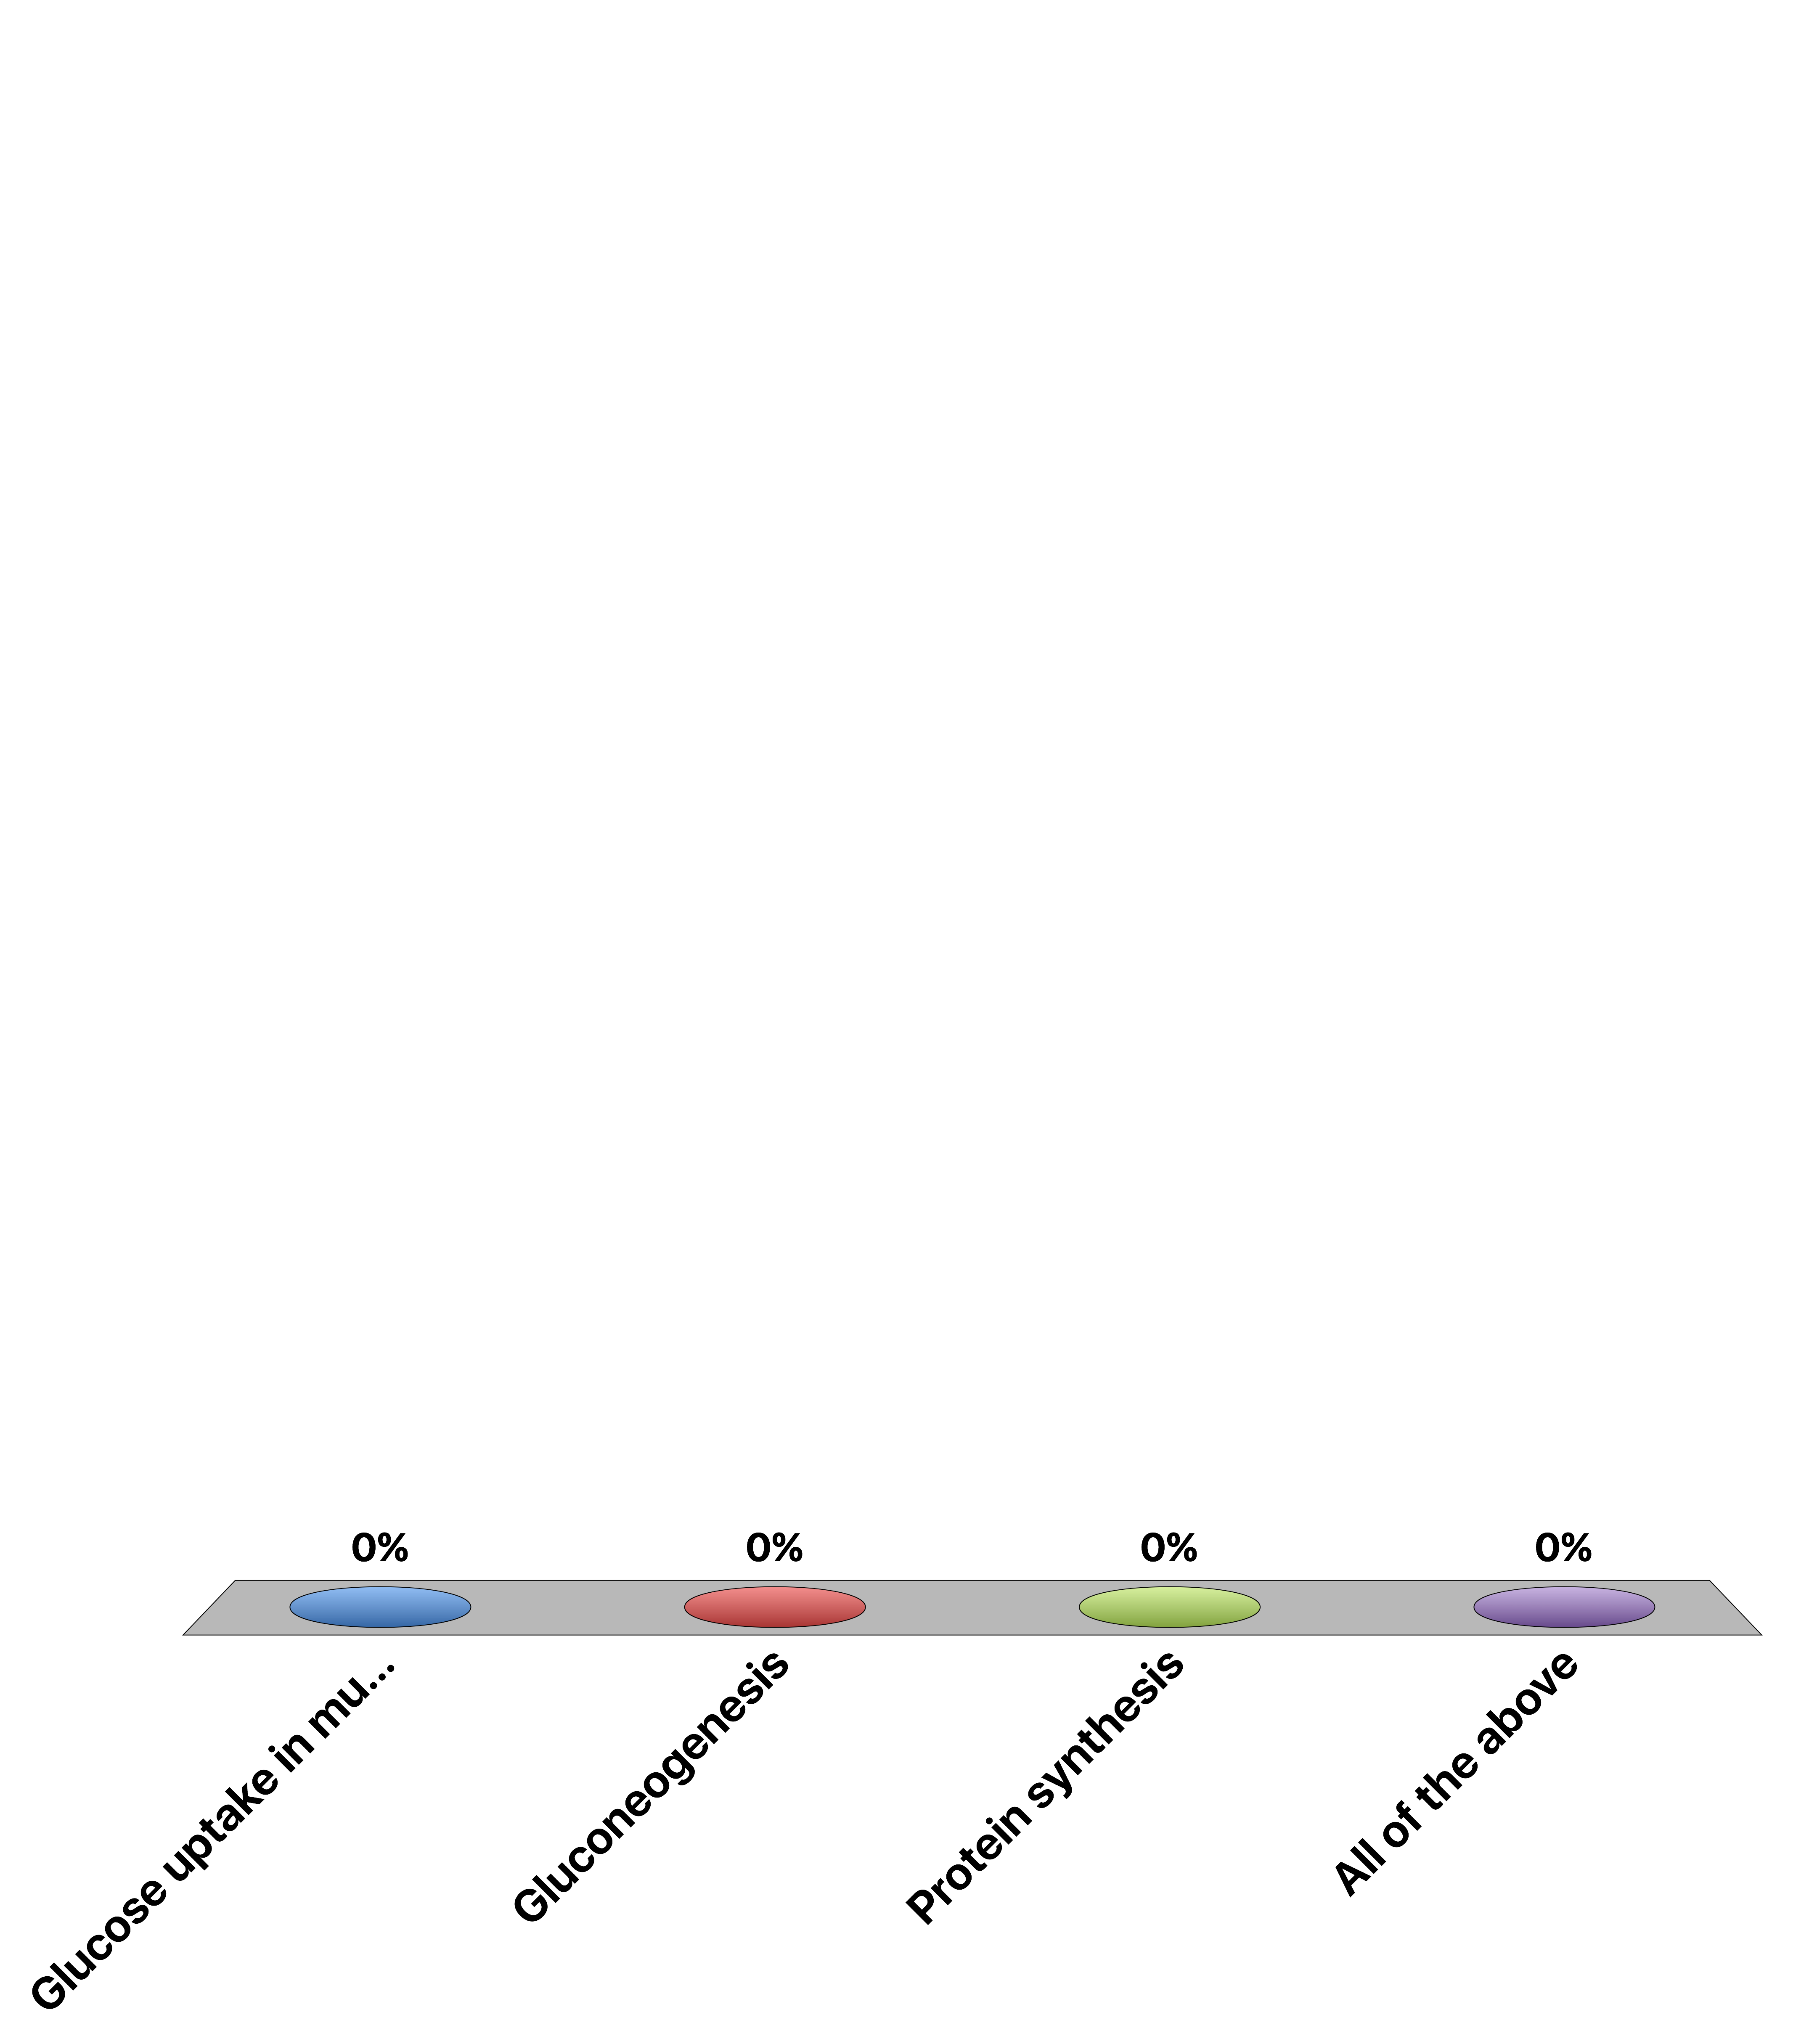 0% 0% 0% 0%
Glucose uptake in mu...
Gluconeogenesis
Protein synthesis
All of the above